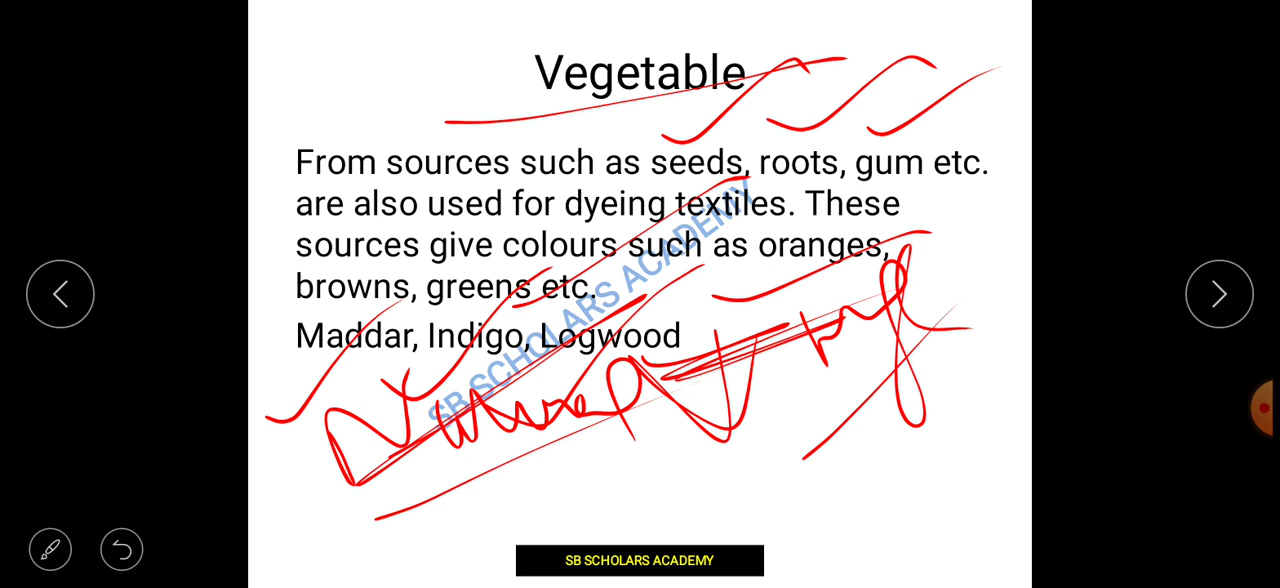 Vegetable
From sources such as seeds, roots, gum etc.
are also used for dyeing textiles. These
sources give colours such as oranges,
browns, greens etc.
Maddar, Indigo, Logwood
SB SCHOLARS ACADEMY
SB SCHOLARS ACADEMY